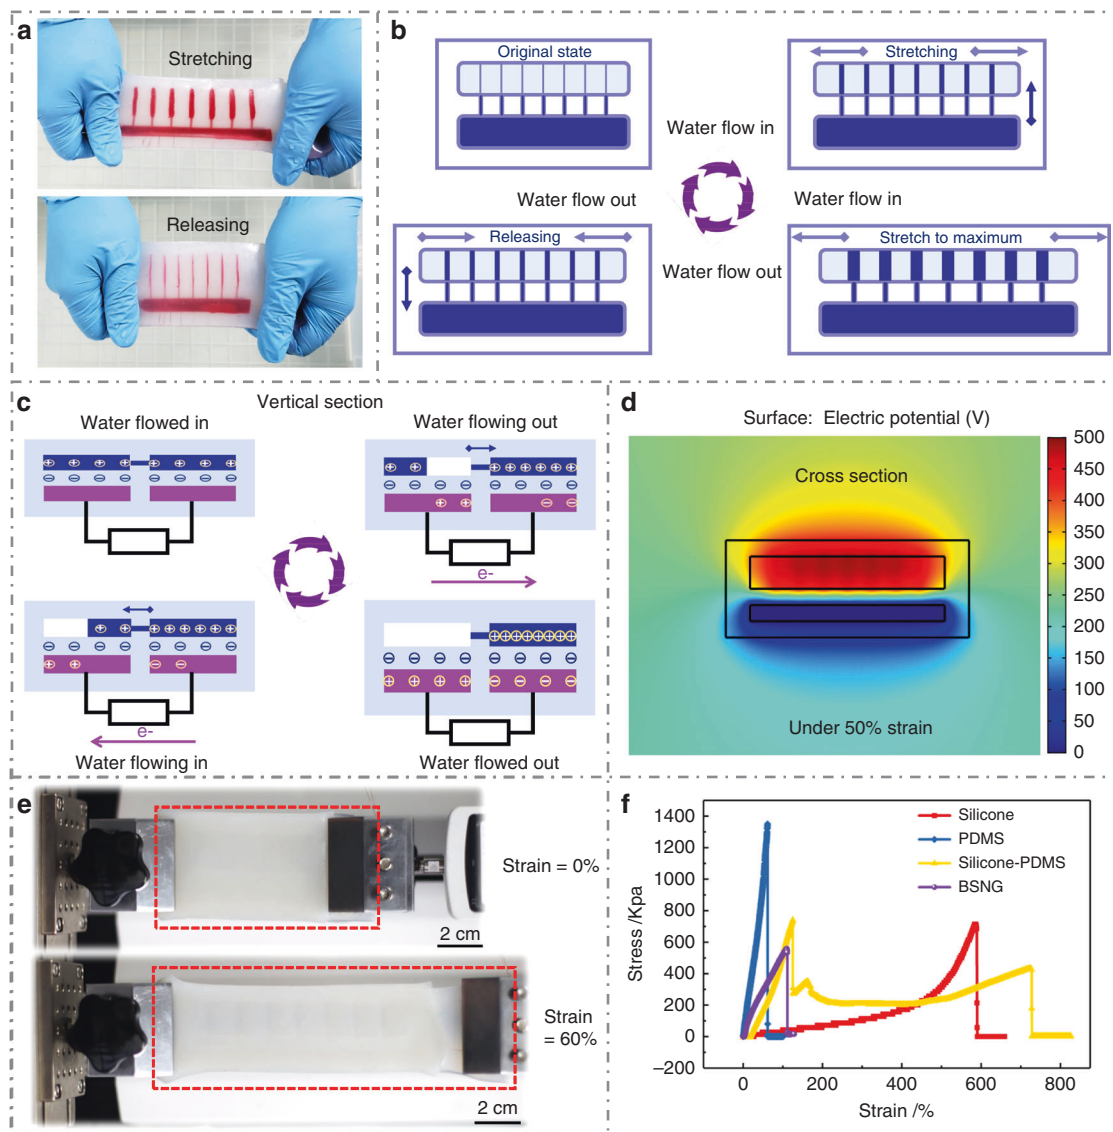 a
Stretching
Releasing
b
Original state
Stretching
Water flow in
Water flow out
Water flow in
Releasing
Stretch to maximum
Water flow out
c
Vertical section
Water flowed in
Water flowing out
e-
e-
Water flowing in
Water flowed out
d
Surface: Electric potential (V)
Cross section
Under 50% strain
500
450
400
350
300
250
200
150
100
50
0
e
Strain = 0%
2 cm
Strain
= 60%
2 cm
f
Silicone
PDMS
Silicone-PDMS
BSNG
Stress /Kpa
1400
1200
1000
800
600
400
200
0
–200
0
200
400
600
800
Strain /%